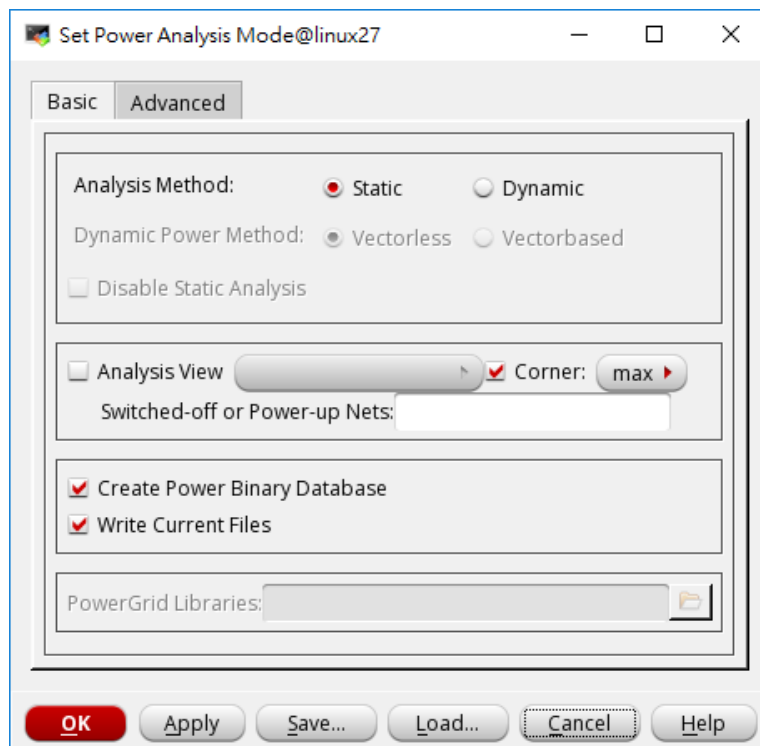 Set Power Analysis Mode@linux27
Basic Advanced
Analysis Method: Static Dynamic
Dynamic Power Method: Vectorless Vectorbased
Disable Static Analysis
Analysis View Corner: max
Switched-off or Power-up Nets:
Create Power Binary Database
Write Current Files
PowerGrid Libraries:
OK Apply Save... Load... Cancel Help